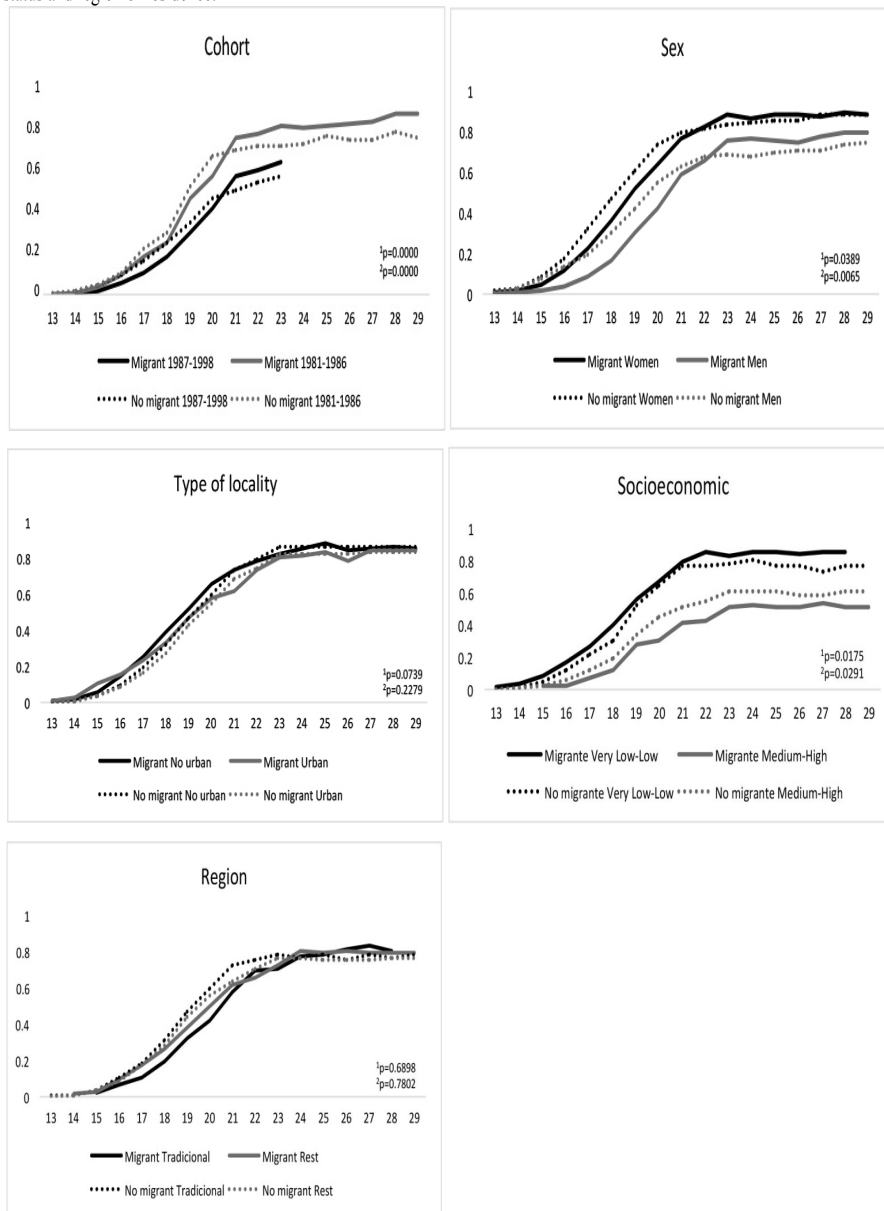 Cohort
1
0.8
0.6
0.4
0.2
0
¹p=0.0000
²p=0.0000
13 14 15 16 17 18 19 20 21 22 23 24 25 26 27 28 29
Migrant 1987-1998 Migrant 1981-1986
No migrant 1987-1998 No migrant 1981-1986
Sex
1
0.8
0.6
0.4
0.2
0
¹p=0.0389
²p=0.0065
13 14 15 16 17 18 19 20 21 22 23 24 25 26 27 28 29
Migrant Women Migrant Men
No migrant Women No migrant Men
Type of locality
1
0.8
0.6
0.4
0.2
0
¹p=0.0739
²p=0.2279
13 14 15 16 17 18 19 20 21 22 23 24 25 26 27 28 29
Migrant No urban Migrant Urban
No migrant No urban No migrant Urban
Socioeconomic
1
0.8
0.6
0.4
0.2
0
¹p=0.0175
²p=0.0291
13 14 15 16 17 18 19 20 21 22 23 24 25 26 27 28 29
Migrante Very Low-Low Migrante Medium-High
No migrante Very Low-Low No migrante Medium-High
Region
1
0.8
0.6
0.4
0.2
0
¹p=0.6898
²p=0.7802
13 14 15 16 17 18 19 20 21 22 23 24 25 26 27 28 29
Migrant Tradicional Migrant Rest
No migrant Tradicional No migrant Rest